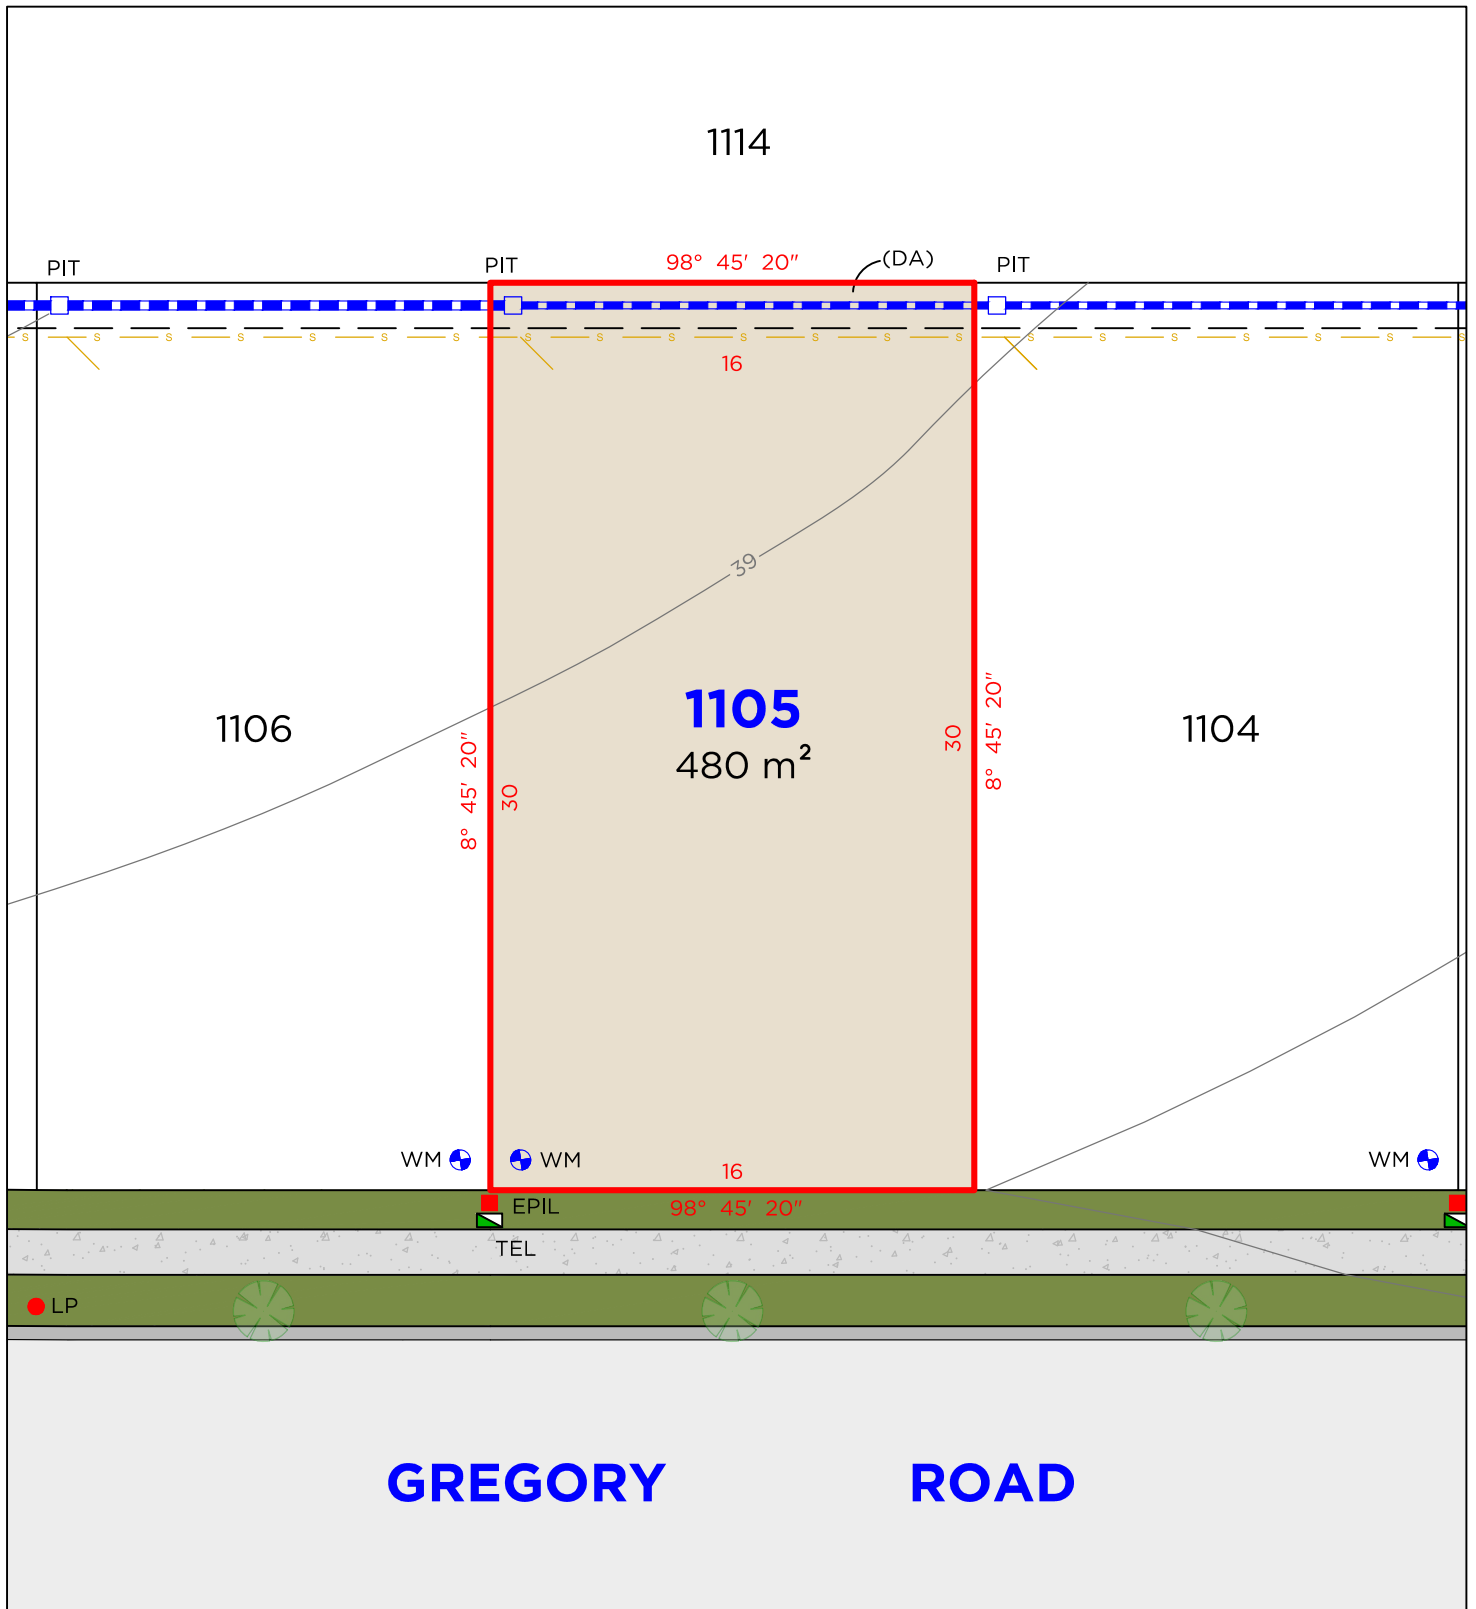 1114
PIT
PIT
98° 45' 20"
(DA)
PIT
S S S S S S S S S S S S S S S S S S S S S
16
39
1106
1105
480 m²
1104
8° 45' 20"
30
30
8° 45' 20"
WM
WM
16
WM
EPIL
98° 45' 20"
TEL
LP
GREGORY ROAD